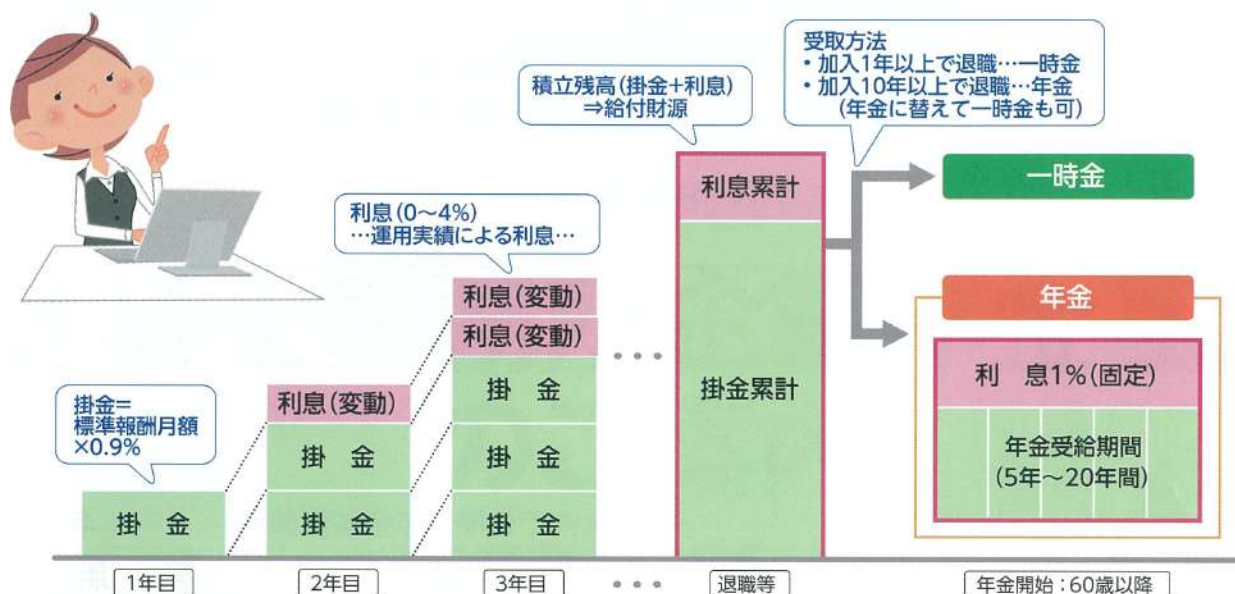 受取方法
・加入1年以上で退職…一時金
・加入10年以上で退職…年金
(年金に替えて一時金も可)
積立残高(掛金+利息)
⇒給付財源
利息(0〜4%)
…運用実績による利息…
掛金=
標準報酬月額
×0.9%
掛 金
利息(変動)
掛 金
掛 金
利息(変動)
利息(変動)
掛 金
掛 金
掛 金
・・・
利息累計
掛金累計
一時金
年金
利 息1%(固定)
年金受給期間
(5年〜20年間)
1年目
2年目
3年目
・・・
退職等
年金開始:60歳以降